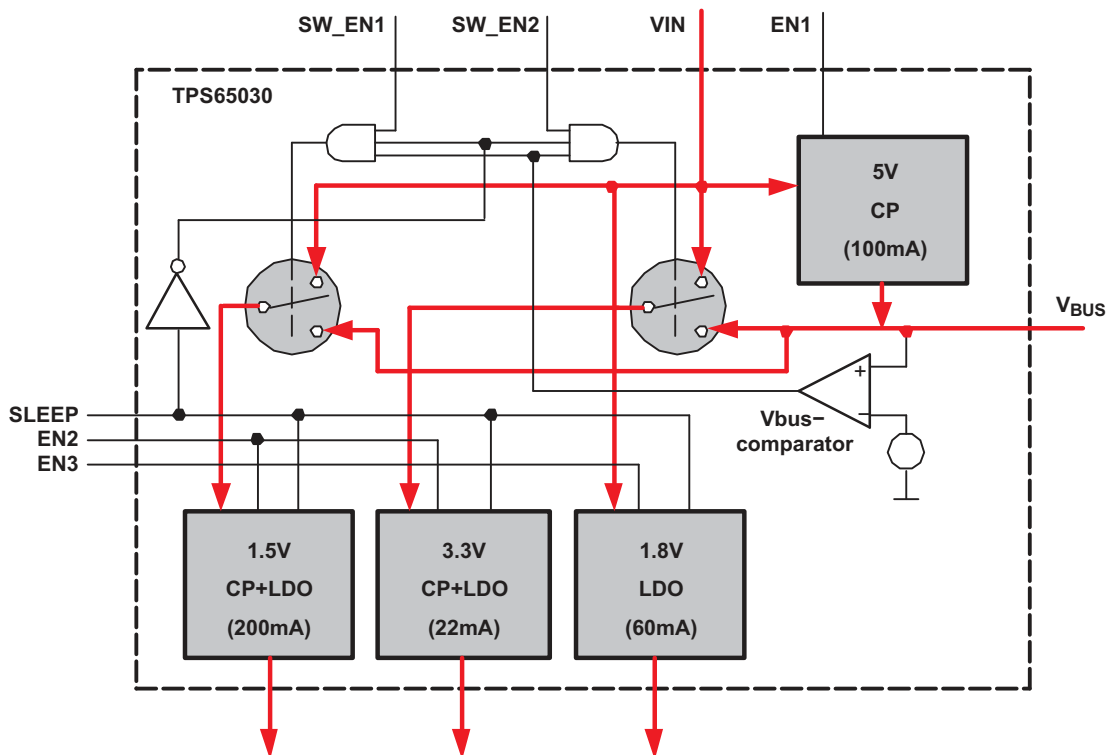 SW_EN1 SW_EN2 VIN EN1
TPS65030
5V
CP
(100mA)
VBUS
+
−
Vbus−
comparator
SLEEP
EN2
EN3
1.5V
CP+LDO
(200mA)
3.3V
CP+LDO
(22mA)
1.8V
LDO
(60mA)